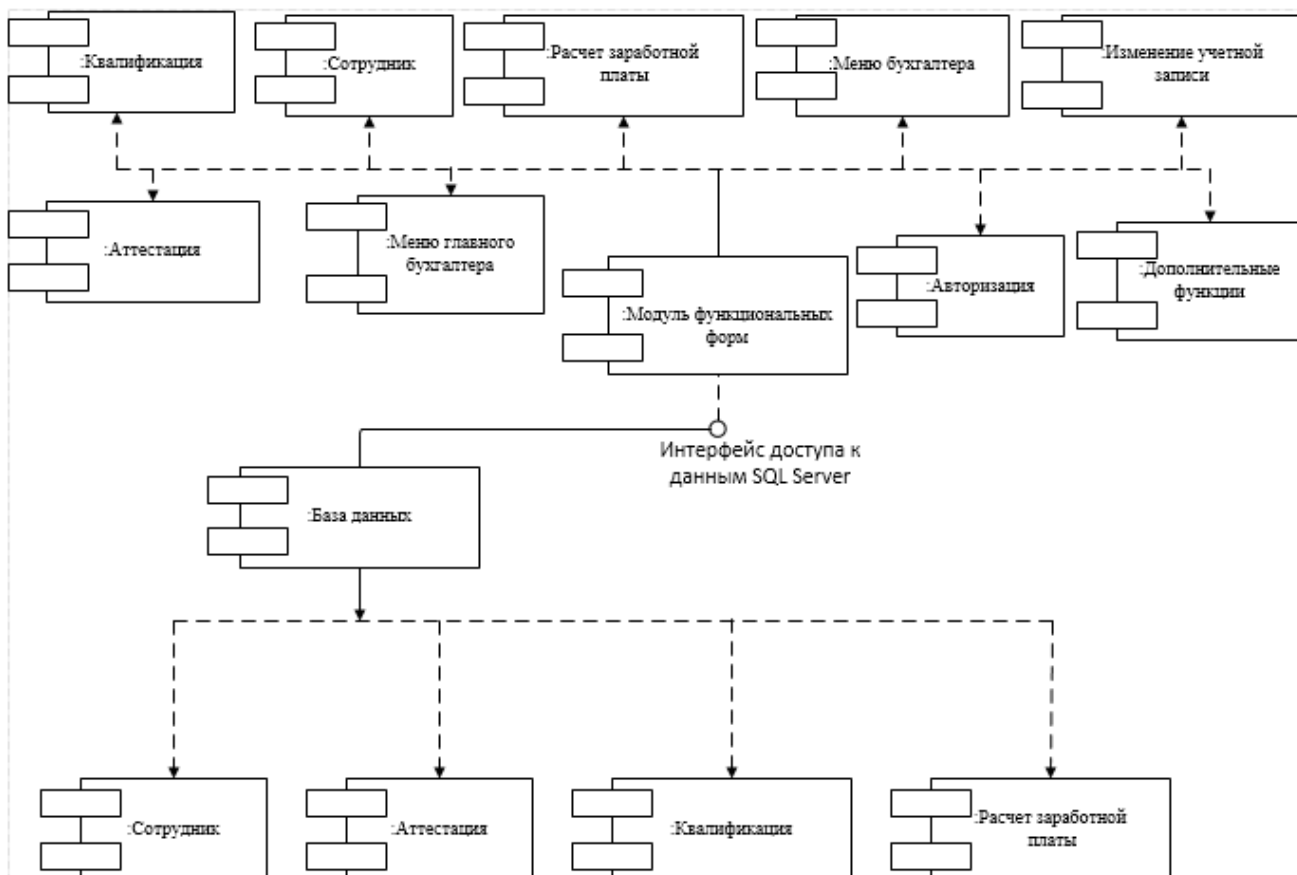 :Квалификация
:Сотрудник
:Расчет заработной
платы
:Меню бухгалтера
:Изменение учетной
записи
:Аттестация
:Меню главного
бухгалтера
:Модуль функциональных
форм
:Авторизация
:Дополнительные
функции
Интерфейс доступа к
данным SQL Server
:База данных
:Сотрудник
:Аттестация
:Квалификация
:Расчет заработной
платы